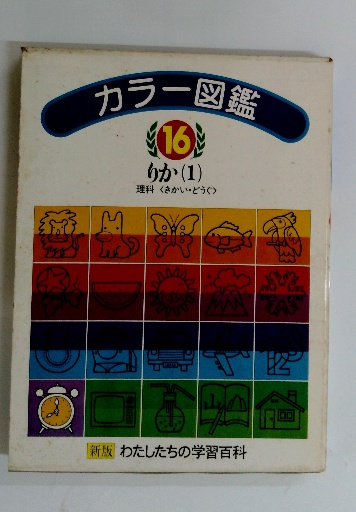 カラー図鑑
16
りか(1)
理科〈きかい・どうぐ〉
新版 わたしたちの学習百科